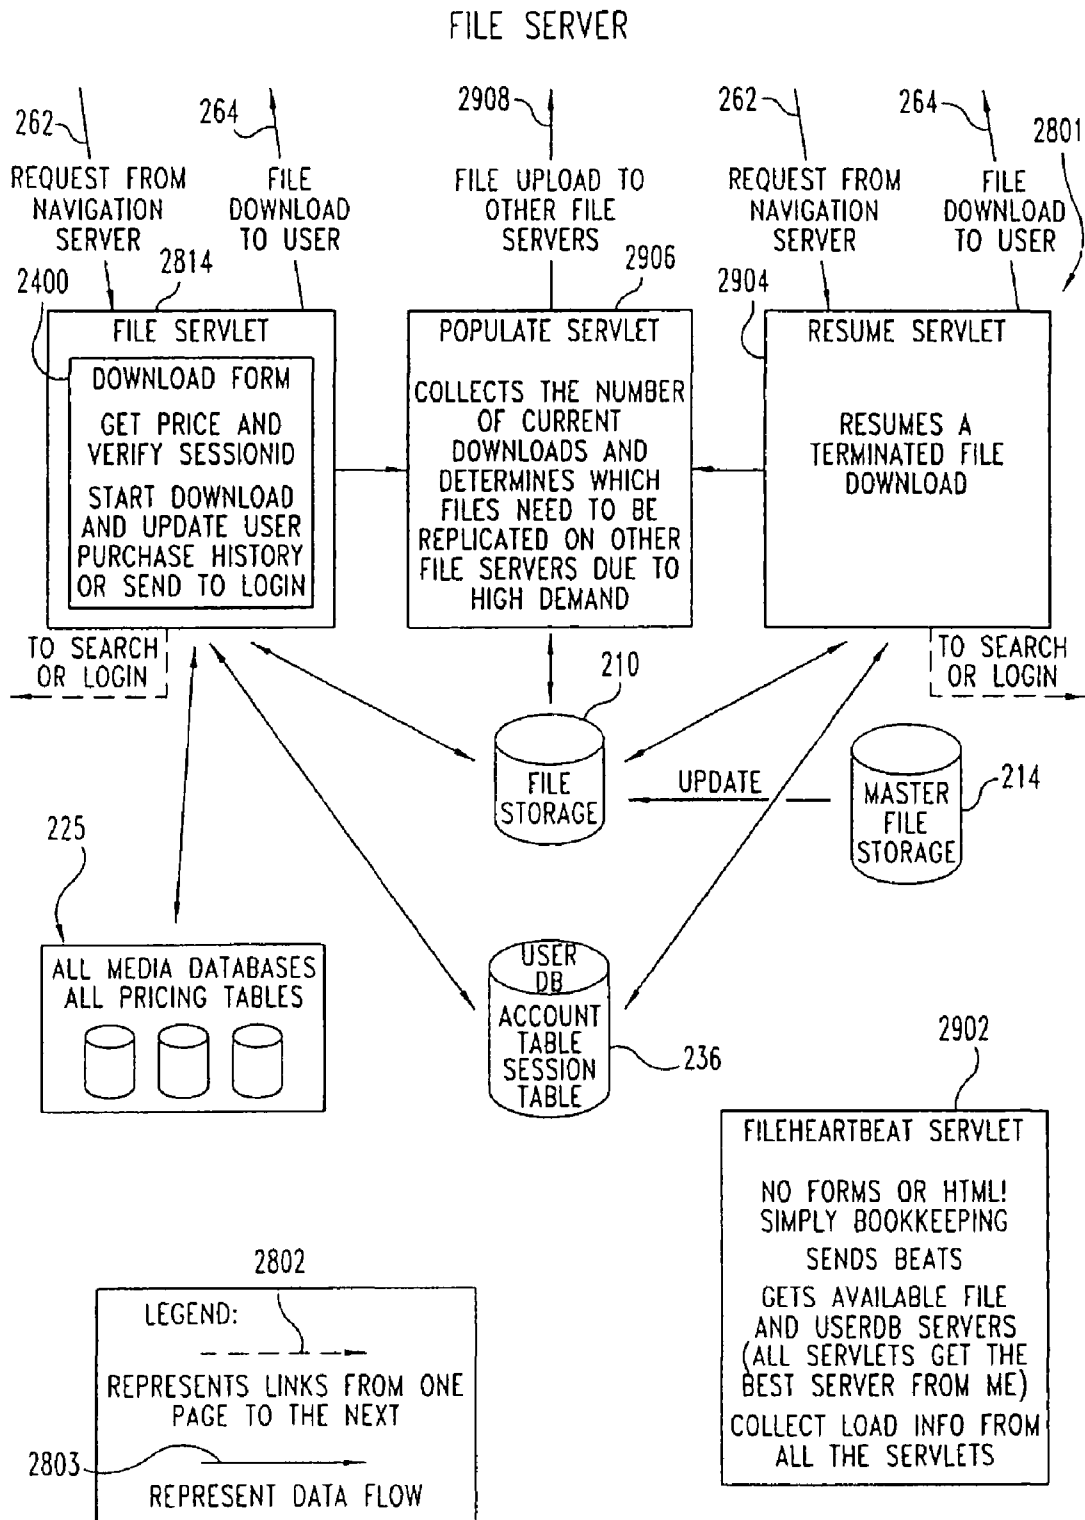 FILE SERVER
262
REQUEST FROM
NAVIGATION
SERVER
264
FILE
DOWNLOAD
TO USER
2908
FILE UPLOAD TO
OTHER FILE
SERVERS
262
REQUEST FROM
NAVIGATION
SERVER
264
FILE
DOWNLOAD
TO USER
2801
2400
2814
FILE SERVLET
DOWNLOAD FORM
GET PRICE AND
VERIFY SESSIONID
START DOWNLOAD
AND UPDATE USER
PURCHASE HISTORY
OR SEND TO LOGIN
TO SEARCH
OR LOGIN
2906
POPULATE SERVLET
COLLECTS THE NUMBER
OF CURRENT
DOWNLOADS AND
DETERMINES WHICH
FILES NEED TO BE
REPLICATED ON OTHER
FILE SERVERS DUE TO
HIGH DEMAND
2904
RESUME SERVLET
RESUMES A
TERMINATED FILE
DOWNLOAD
TO SEARCH
OR LOGIN
210
FILE
STORAGE
UPDATE
MASTER
FILE
STORAGE
214
225
ALL MEDIA DATABASES
ALL PRICING TABLES
USER
DB
ACCOUNT
TABLE
SESSION
TABLE
236
2902
FILEHEARTBEAT SERVLET
NO FORMS OR HTML!
SIMPLY BOOKKEEPING
SENDS BEATS
GETS AVAILABLE FILE
AND USERDB SERVERS
(ALL SERVLETS GET THE
BEST SERVER FROM ME)
COLLECT LOAD INFO FROM
ALL THE SERVLETS
2802
LEGEND:
REPRESENTS LINKS FROM ONE
PAGE TO THE NEXT
2803
REPRESENT DATA FLOW